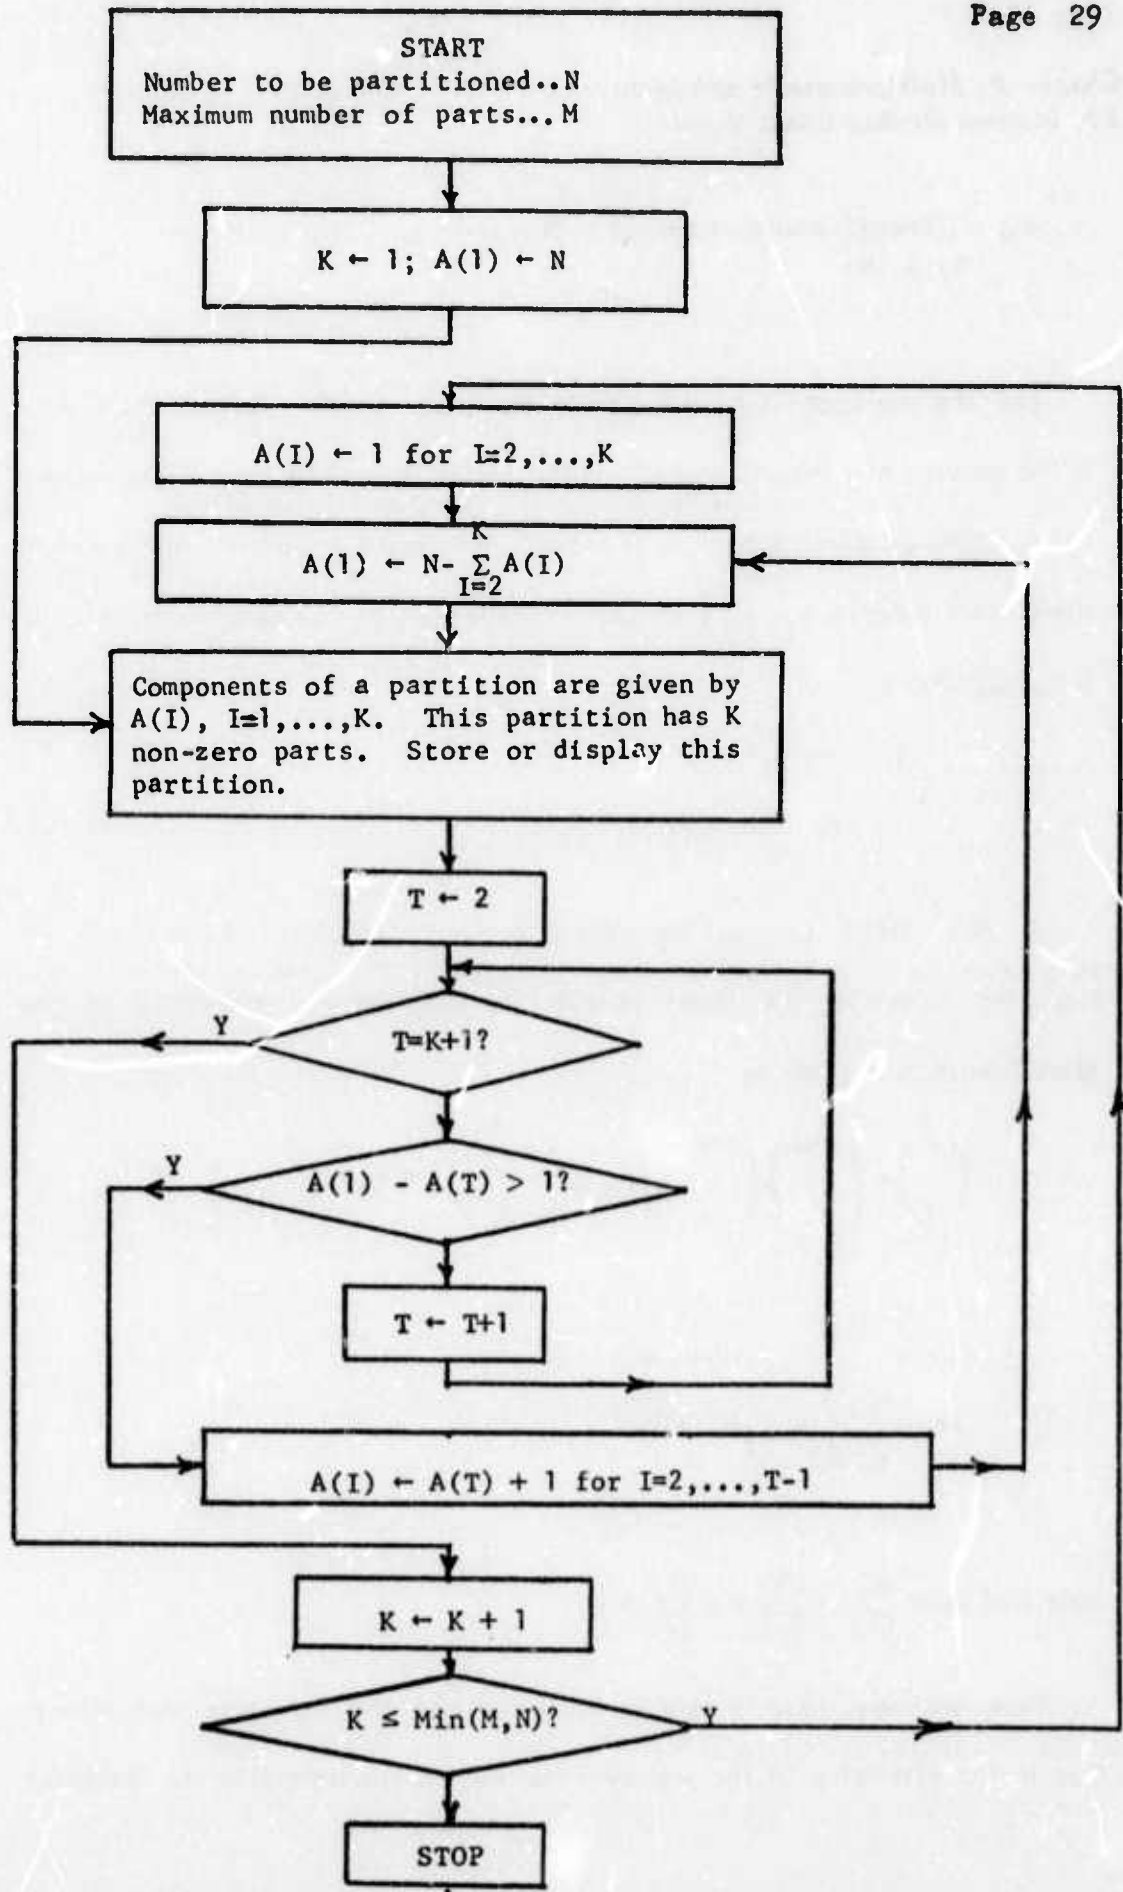 Page 29
START
Number to be partitioned..N
Maximum number of parts...M
K ← 1; A(1) ← N
A(I) ← 1 for I=2,...,K
A(1) ← N- K Σ I=2 A(I)
Components of a partition are given by
A(I), I=1,...,K. This partition has K
non-zero parts. Store or display this
partition.
T ← 2
Y
T=K+1?
Y
A(1) - A(T) > 1?
T ← T+1
A(I) ← A(T) + 1 for I=2,...,T-1
K ← K + 1
K ≤ Min(M,N)?
Y
STOP